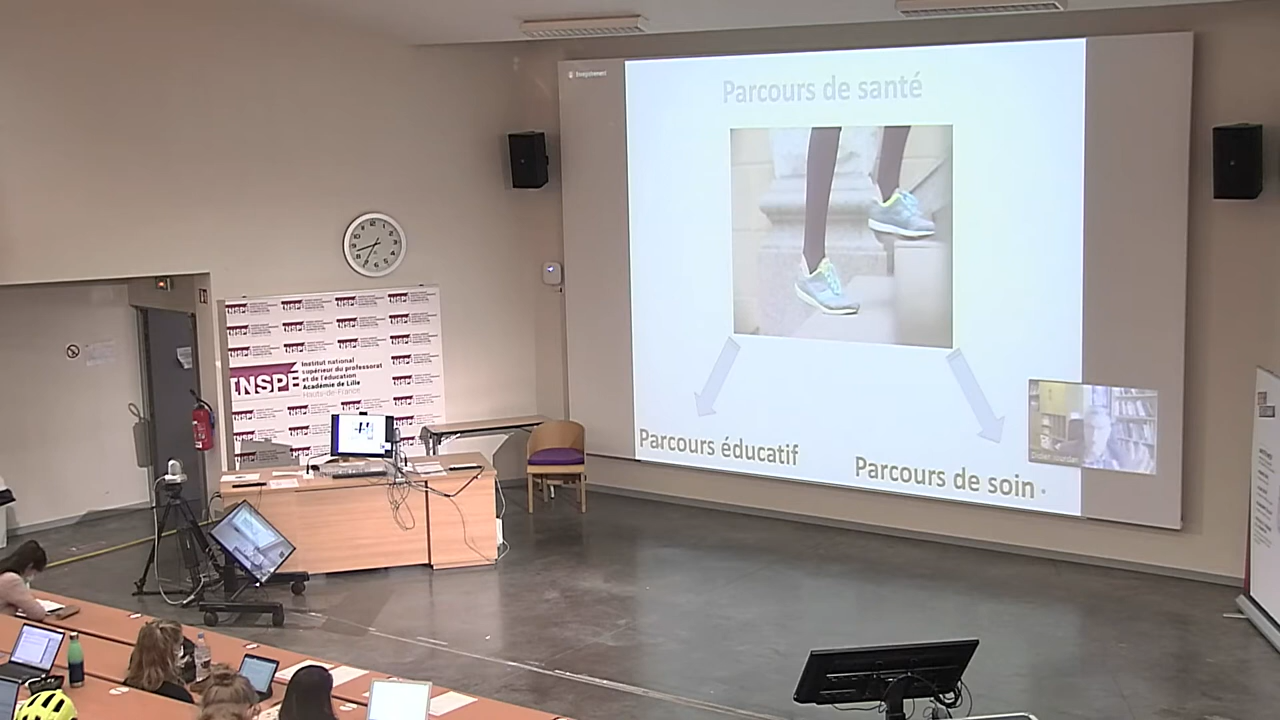 Enregistrement
Parcours de santé
Parcours éducatif
Parcours de soin
Didier Jourdan
INSPÉ
Institut national
supérieur du professorat
et de l'éducation
Académie de Lille
Hauts-de-France